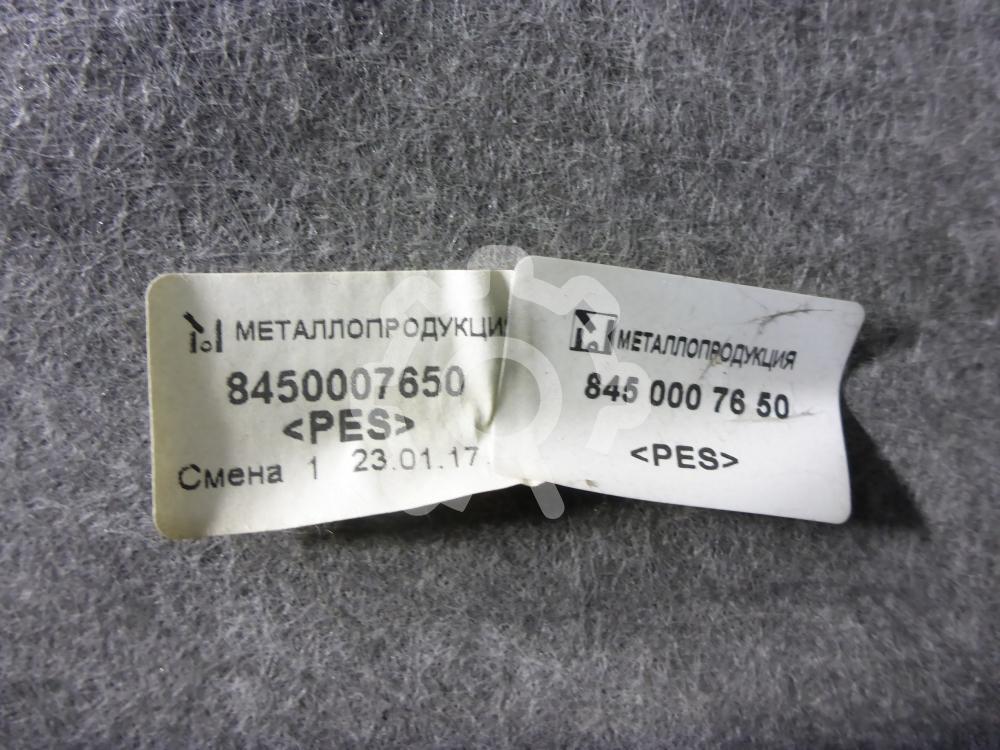 МЕТАЛЛОПРОДУКЦИЯ
8450007650
<PES>
Смена 1 23.01.17.
МЕТАЛЛОПРОДУКЦИЯ
845 000 76 50
<PES>